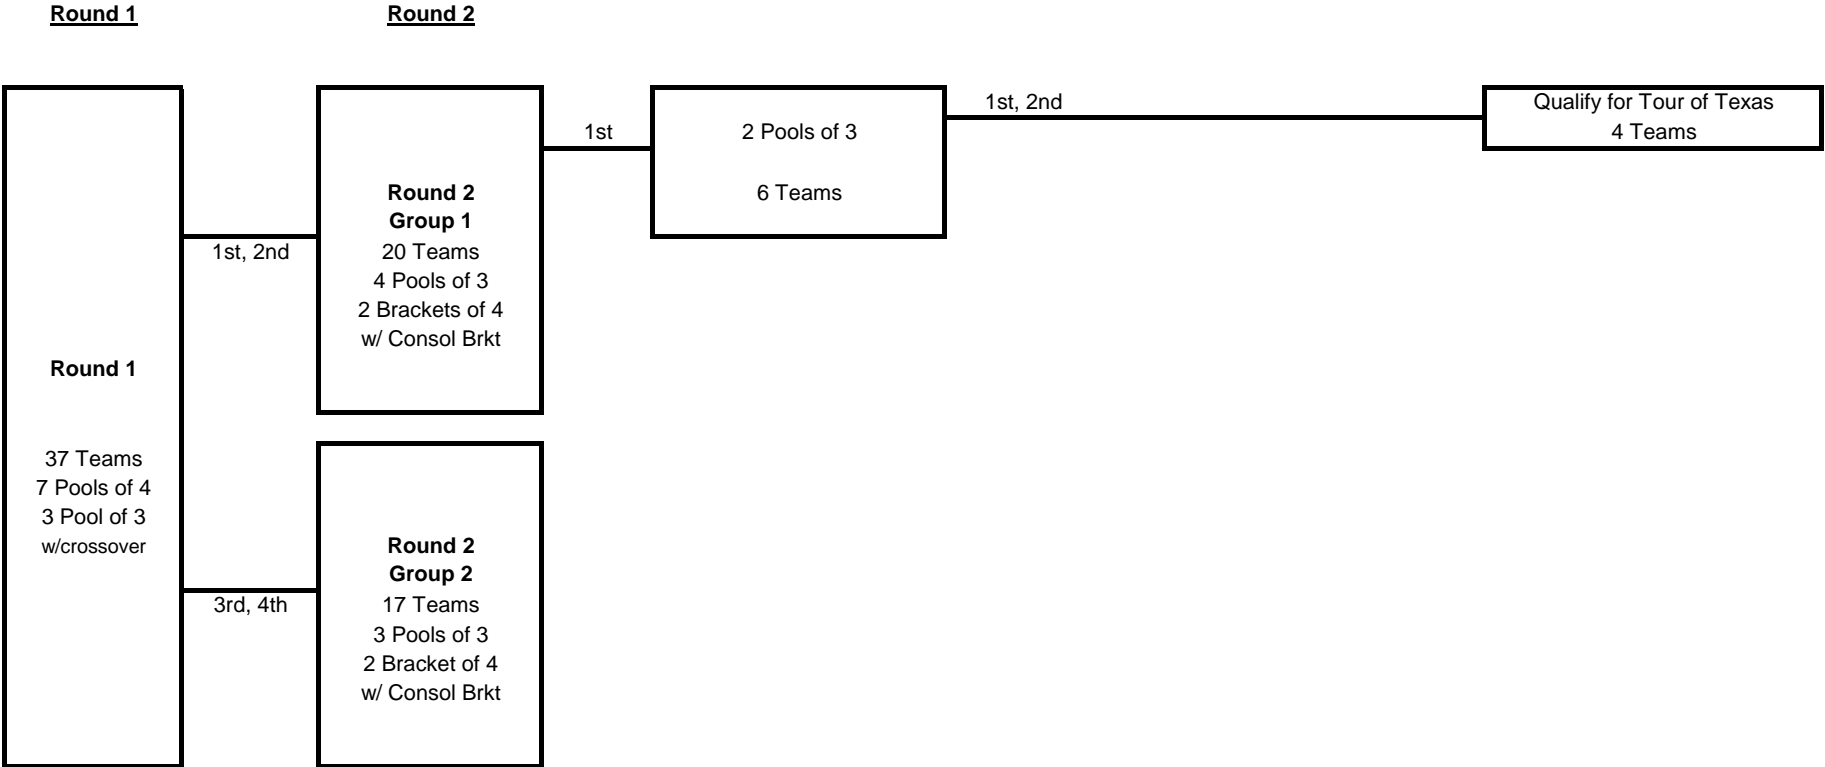 Round 1
Round 2
Round 1
37 Teams
7 Pools of 4
3 Pool of 3
w/crossover
1st, 2nd
3rd, 4th
Round 2
Group 1
20 Teams
4 Pools of 3
2 Brackets of 4
w/ Consol Brkt
Round 2
Group 2
17 Teams
3 Pools of 3
2 Bracket of 4
w/ Consol Brkt
1st
2 Pools of 3
6 Teams
1st, 2nd
Qualify for Tour of Texas
4 Teams